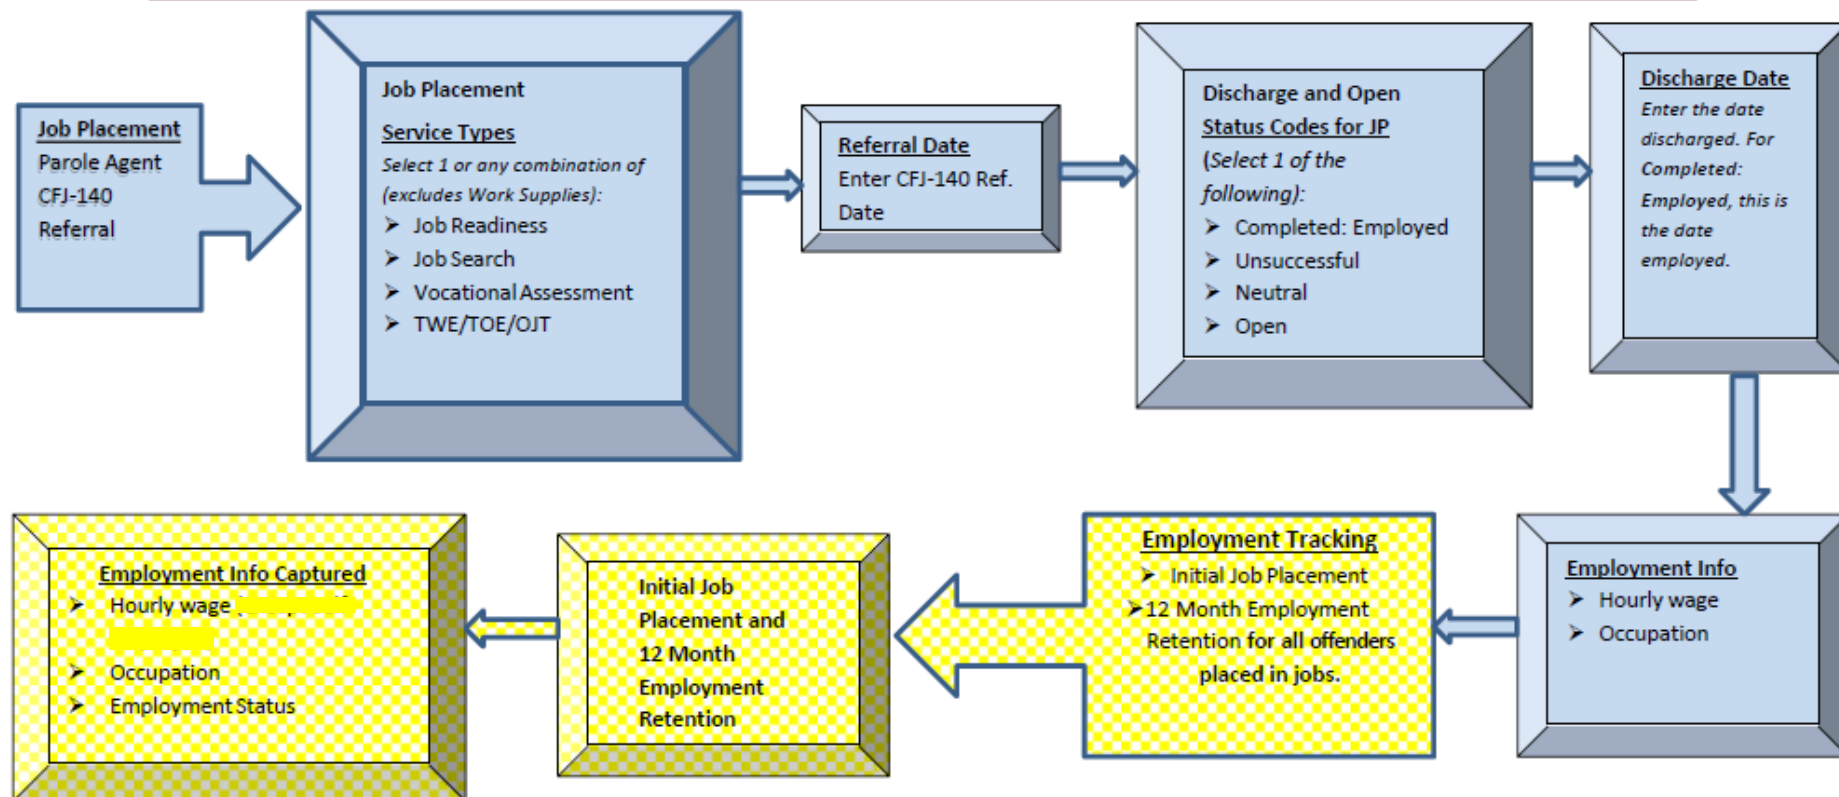 Job Placement
Parole Agent
CFJ-140
Referral
Job Placement
Service Types
Select 1 or any combination of
(excludes Work Supplies):
➢ Job Readiness
➢ Job Search
➢ Vocational Assessment
➢ TWE/TOE/OJT
Referral Date
Enter CFJ-140 Ref.
Date
Discharge and Open
Status Codes for JP
(Select 1 of the
following):
➢ Completed: Employed
➢ Unsuccessful
➢ Neutral
➢ Open
Discharge Date
Enter the date
discharged. For
Completed:
Employed, this is
the date
employed.
Employment Info
➢ Hourly wage
➢ Occupation
Employment Tracking
➢ Initial Job Placement
➢12 Month Employment
Retention for all offenders
placed in jobs.
Initial Job
Placement and
12 Month
Employment
Retention
Employment Info Captured
➢ Hourly wage
➢ Occupation
➢ Employment Status